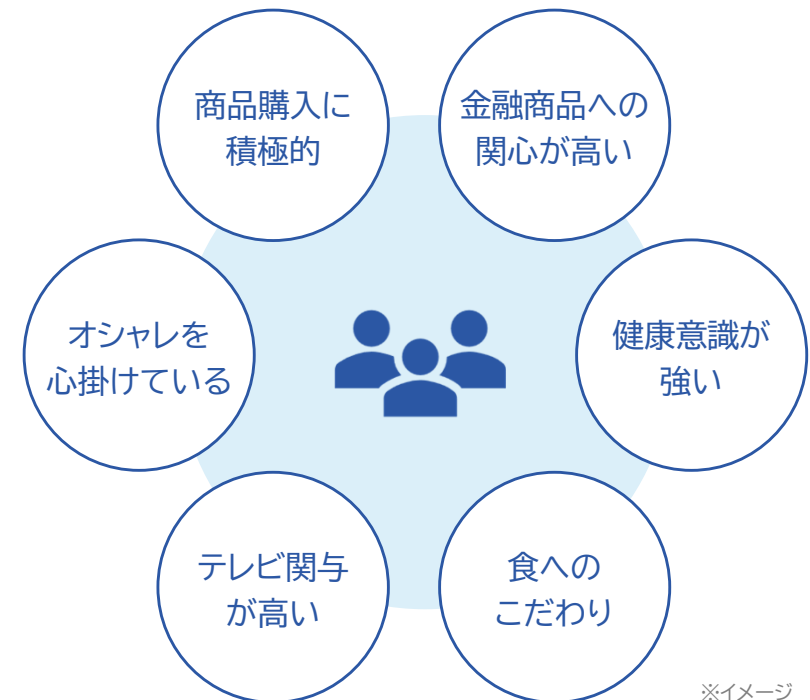 商品購入に
積極的
金融商品への
関心が高い
オシャレを
心掛けている
健康意識が
強い
テレビ関与
が高い
食への
こだわり
※イメージ